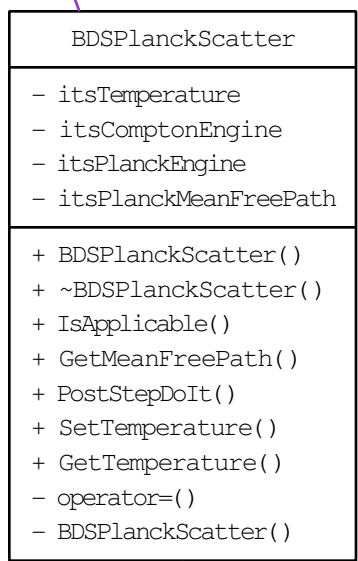 BDSPlanckScatter
- itsTemperature
- itsComptonEngine
- itsPlanckEngine
- itsPlanckMeanFreePath
+ BDSPlanckScatter()
+ ~BDSPlanckScatter()
+ IsApplicable()
+ GetMeanFreePath()
+ PostStepDoIt()
+ SetTemperature()
+ GetTemperature()
- operator=()
- BDSPlanckScatter()